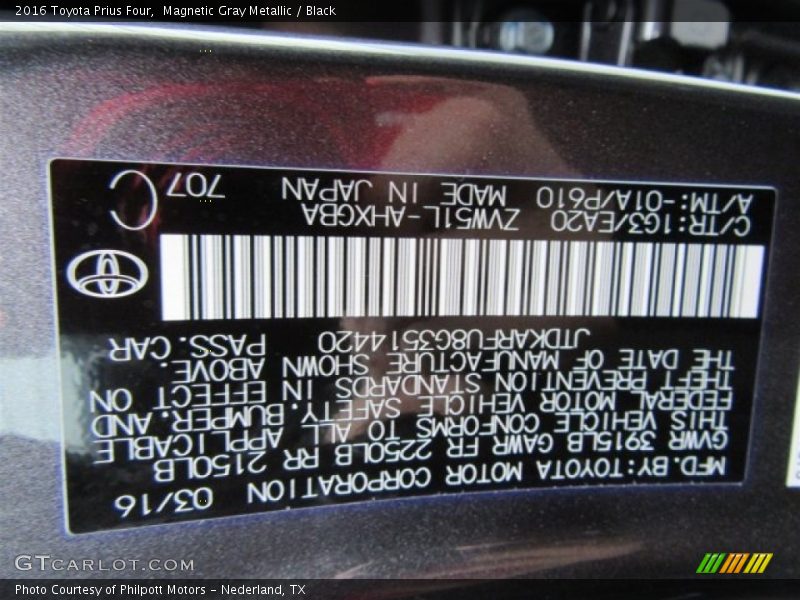 2016 Toyota Prius Four,  Magnetic Gray Metallic / Black
MFD.BY:TOYOTA MOTOR CORPORATION 03/16
GVWR 3915LB GAWR FR 2250LB RR 2150LB
THIS VEHICLE CONFORMS TO ALL APPLICABLE
FEDERAL MOTOR VEHICLE SAFETY, BUMPER, AND
THEFT PREVENTION STANDARDS IN EFFECT ON
THE DATE OF MANUFACTURE SHOWN ABOVE.
JTDKARFU8G3514420 PASS. CAR
C/TR:1G3/EA20 ZVW51L-AHXGBA
A/TM:-01A/P610 MADE IN JAPAN 707
C
GTCARLOT.COM
Photo Courtesy of Philpott Motors – Nederland, TX